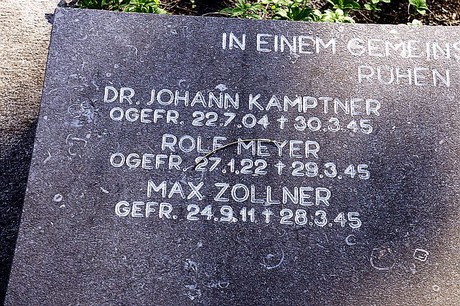 IN EINEM GEMEINS
RUHEN
DR. JOHANN KAMPTNER
OGEFR. 22.7.04 † 30.3.45
ROLF MEYER
OGEFR. 27.1.22 † 29.3.45
MAX ZOLLNER
GEFR. 24.9.11 † 28.3.45